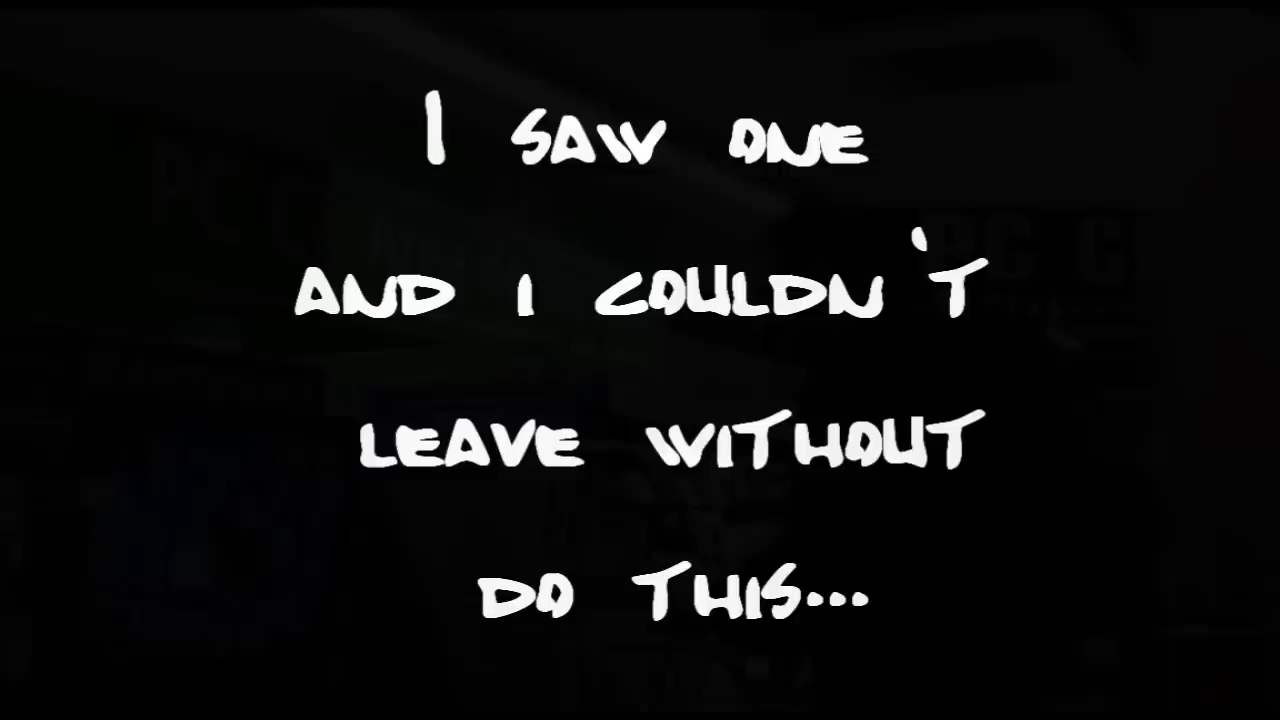 I SAW ONE
AND I COULDN'T
LEAVE WITHOUT
DO THIS...